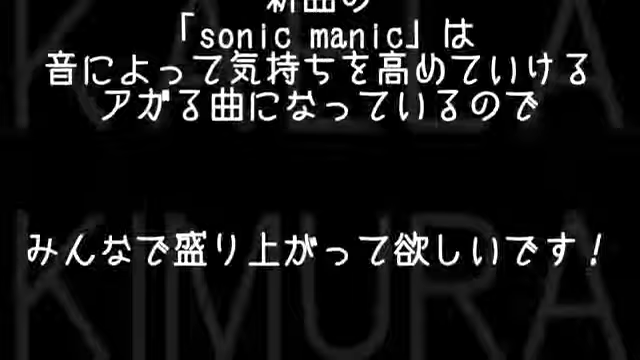 新曲の
「sonic manic」は
音によって気持ちを高めていける
アガる曲になっているので
みんなで盛り上がって欲しいです!
KIMURA